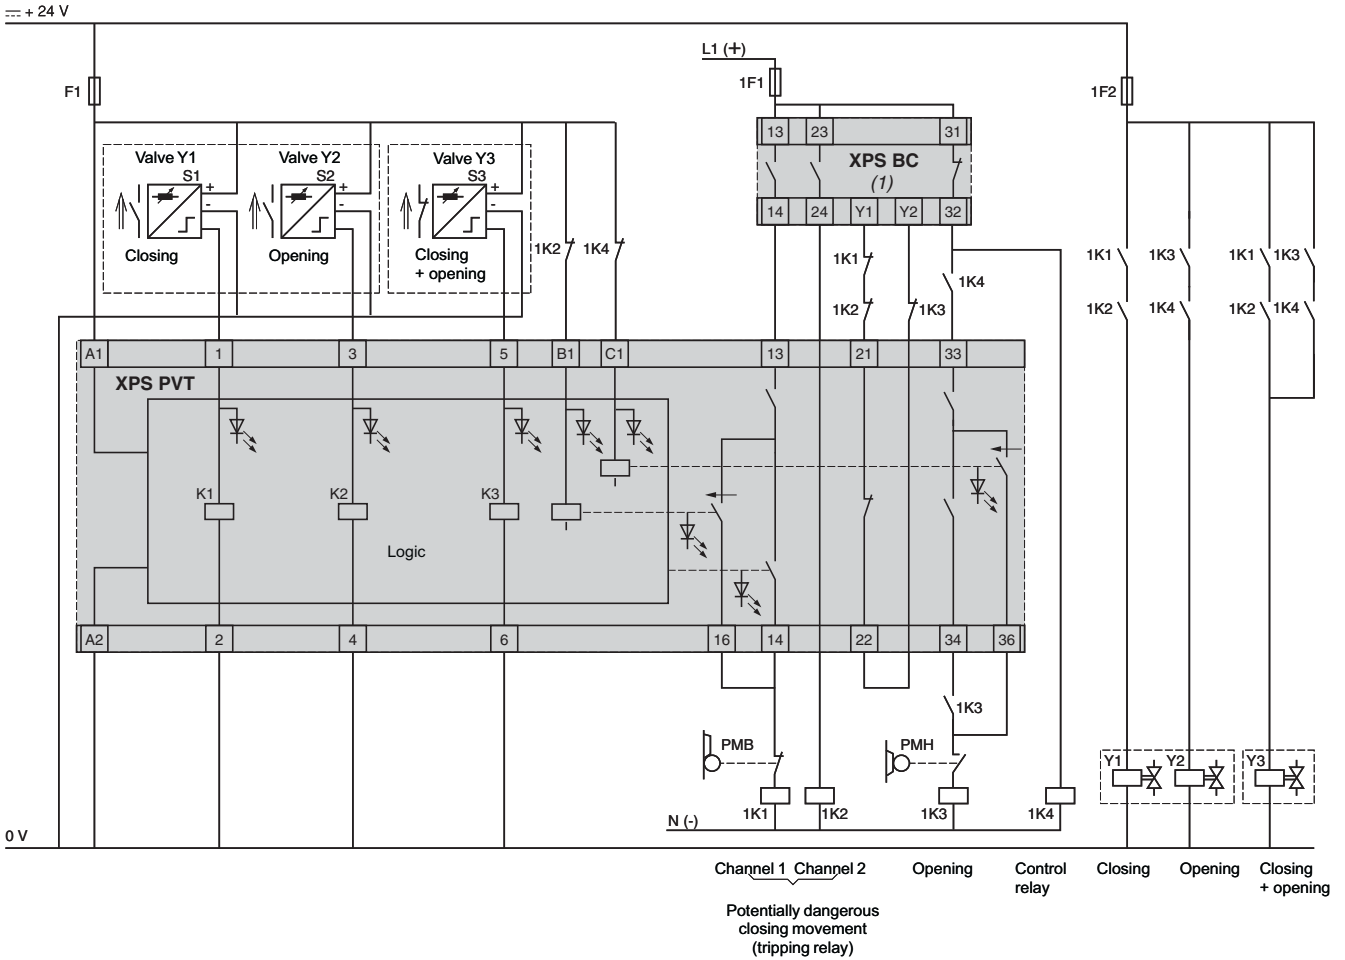 + 24 V
L1 (+)
F1
1F1
1F2
13
23
31
XPS BC
(1)
14
24
Y1
Y2
32
Valve Y1
Valve Y2
Valve Y3
S1
S2
S3
+
-
+
-
+
-
Closing
Opening
Closing
+ opening
1K2
1K4
1K1
1K2
1K3
1K4
1K1
1K3
1K1
1K3
1K2
1K4
1K2
1K4
A1
1
3
5
B1
C1
13
21
33
XPS PVT
K1
K2
K3
Logic
A2
2
4
6
16
14
22
34
36
1K3
PMB
PMH
Y1
Y2
Y3
1K1
1K2
1K3
1K4
N (-)
0 V
Channel 1
Channel 2
Opening
Control
relay
Closing
Opening
Closing
+ opening
Potentially dangerous
closing movement
(tripping relay)